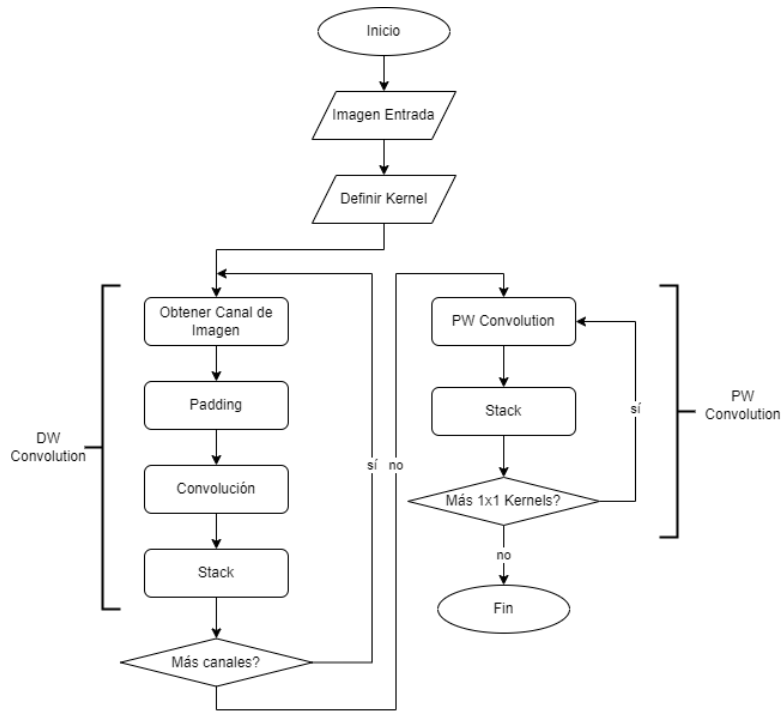 Inicio
Imagen Entrada
Definir Kernel
Obtener Canal de
Imagen
Padding
Convolución
Stack
Más canales?
DW
Convolution
sí
no
PW Convolution
Stack
Más 1x1 Kernels?
sí
no
Fin
PW
Convolution